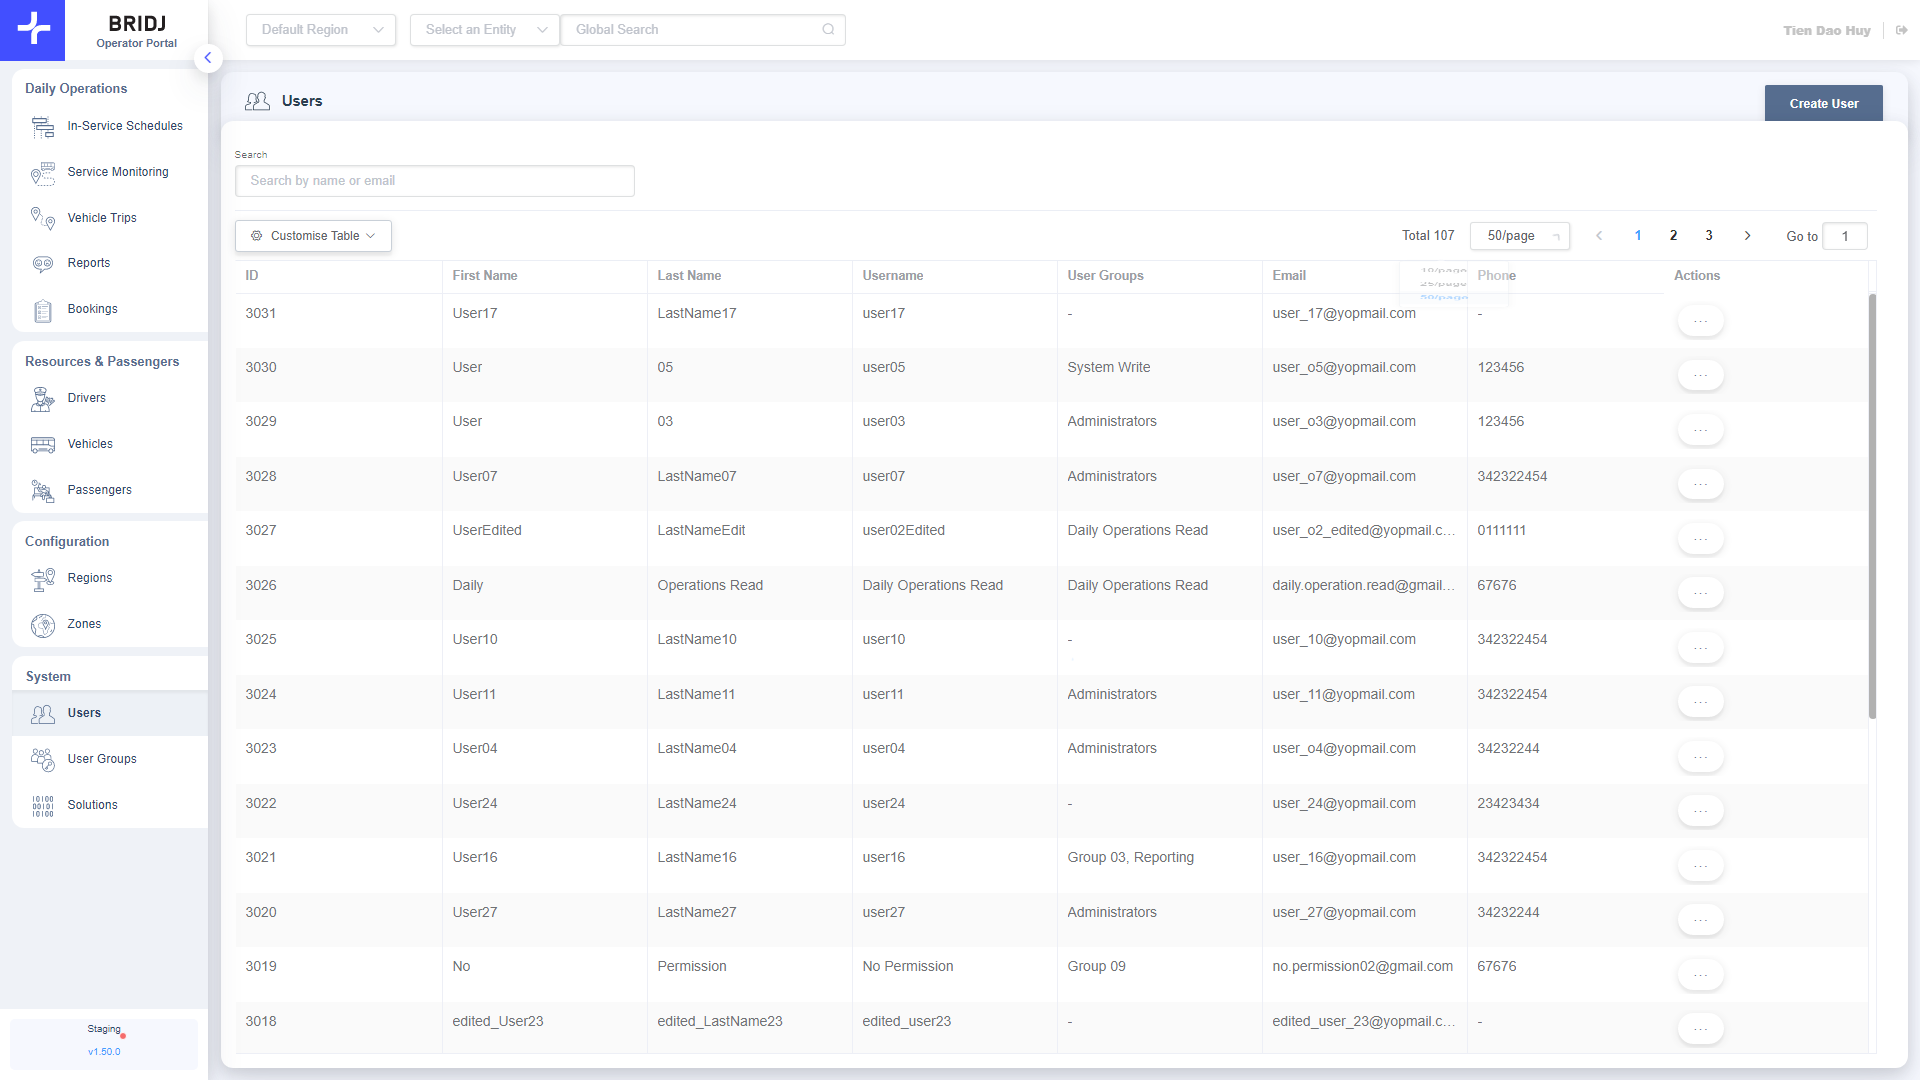 BRIDJ
Operator Portal
Default Region
Select an Entity
Global Search
Tien Dao Huy
Daily Operations
In-Service Schedules
Service Monitoring
Vehicle Trips
Reports
Bookings
Resources & Passengers
Drivers
Vehicles
Passengers
Configuration
Regions
Zones
System
Users
User Groups
Solutions
Staging
v1.50.0
Users
Create User
Search
Search by name or email
Customise Table
Total 107 50/page 1 2 3 Go to 1
10/page
25/page
50/page
ID First Name Last Name Username User Groups Email Phone Actions
3031 User17 LastName17 user17 - user_17@yopmail.com - ...
3030 User 05 user05 System Write user_o5@yopmail.com 123456 ...
3029 User 03 user03 Administrators user_o3@yopmail.com 123456 ...
3028 User07 LastName07 user07 Administrators user_o7@yopmail.com 342322454 ...
3027 UserEdited LastNameEdit user02Edited Daily Operations Read user_o2_edited@yopmail.c... 0111111 ...
3026 Daily Operations Read Daily Operations Read Daily Operations Read daily.operation.read@gmail... 67676 ...
3025 User10 LastName10 user10 - user_10@yopmail.com 342322454 ...
3024 User11 LastName11 user11 Administrators user_11@yopmail.com 342322454 ...
3023 User04 LastName04 user04 Administrators user_o4@yopmail.com 34232244 ...
3022 User24 LastName24 user24 - user_24@yopmail.com 23423434 ...
3021 User16 LastName16 user16 Group 03, Reporting user_16@yopmail.com 342322454 ...
3020 User27 LastName27 user27 Administrators user_27@yopmail.com 34232244 ...
3019 No Permission No Permission Group 09 no.permission02@gmail.com 67676 ...
3018 edited_User23 edited_LastName23 edited_user23 - edited_user_23@yopmail.c... - ...